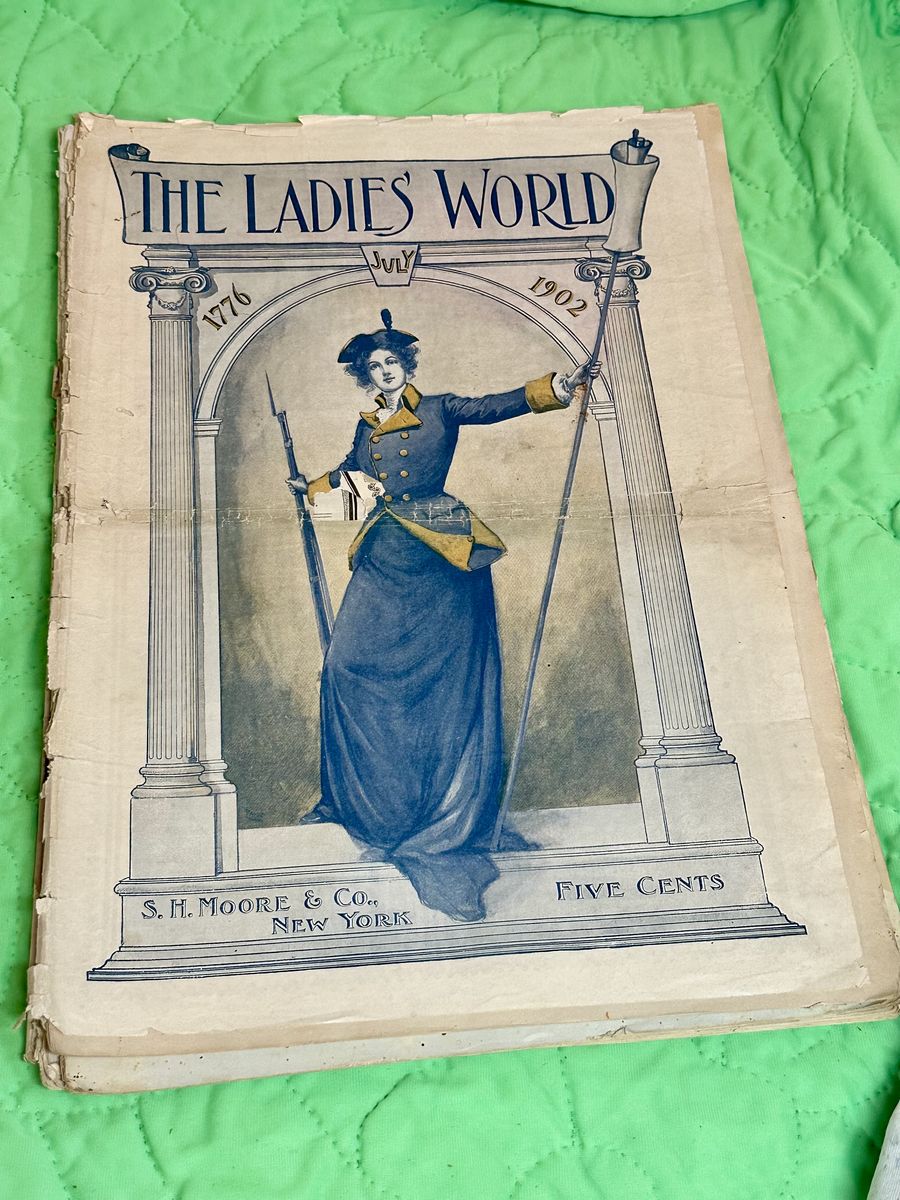 THE LADIES' WORLD
JULY
1776 1902
S. H. MOORE & CO.,
NEW YORK
FIVE CENTS